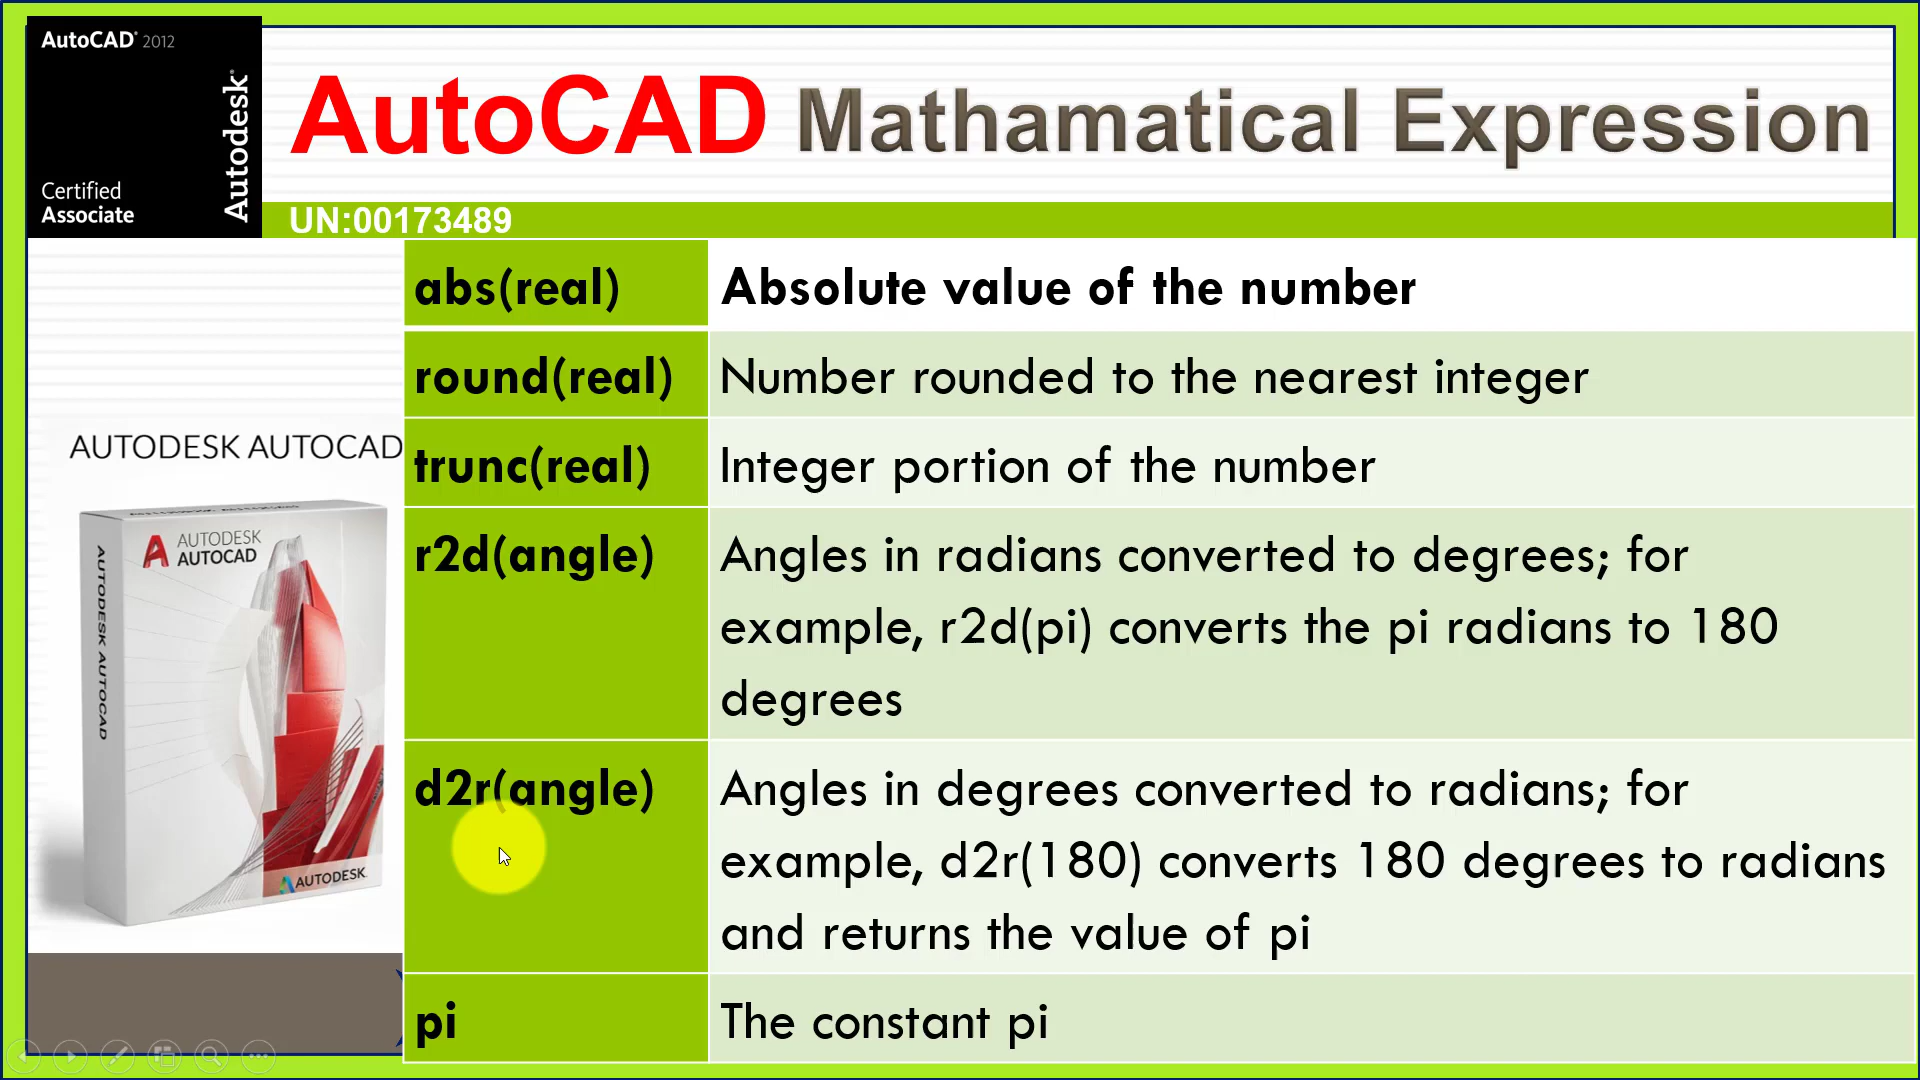 AutoCAD® 2012
Autodesk®
Certified
Associate
AutoCAD Mathamatical Expression
UN:00173489
abs(real) Absolute value of the number
round(real) Number rounded to the nearest integer
trunc(real) Integer portion of the number
r2d(angle) Angles in radians converted to degrees; for
example, r2d(pi) converts the pi radians to 180
degrees
d2r(angle) Angles in degrees converted to radians; for
example, d2r(180) converts 180 degrees to radians
and returns the value of pi
pi The constant pi
AUTODESK AUTOCAD
AUTODESK
AUTOCAD
AUTODESK AUTOCAD
AUTODESK.